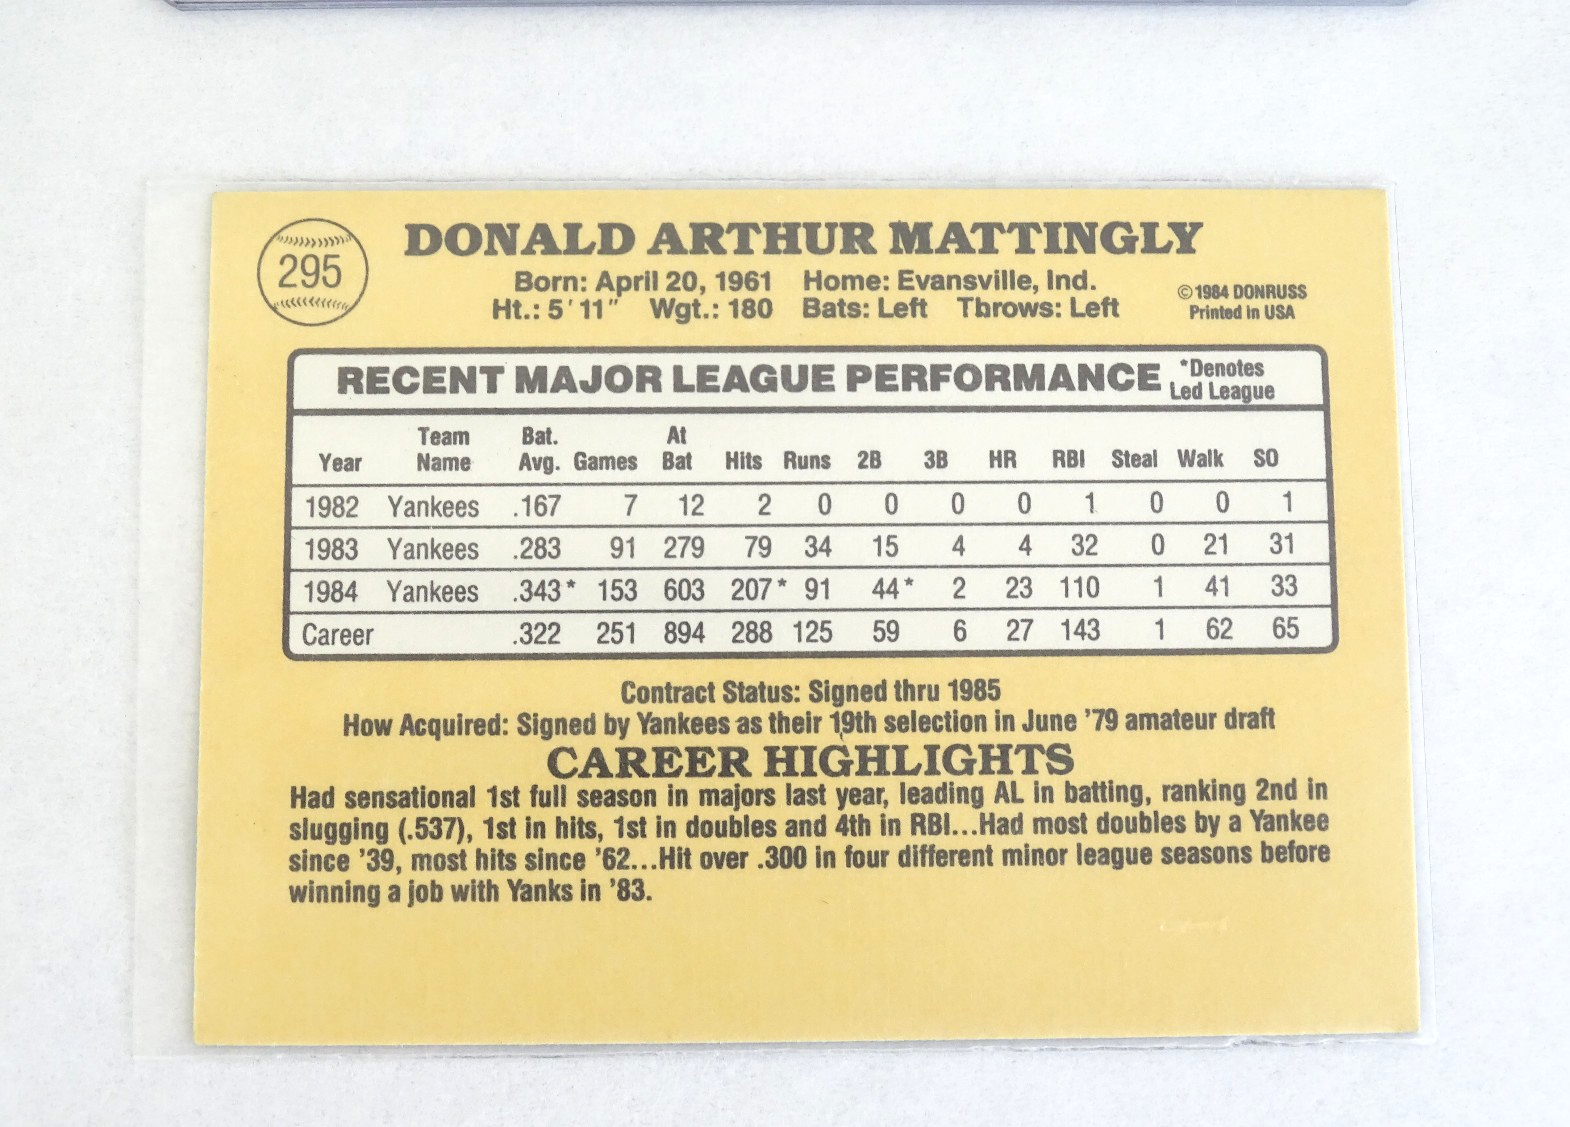 295
DONALD ARTHUR MATTINGLY
Born: April 20, 1961 Home: Evansville, Ind.
Ht.: 5'11" Wgt.: 180 Bats: Left Throws: Left
©1984 DONRUSS
Printed in USA
RECENT MAJOR LEAGUE PERFORMANCE
*Denotes
Led League
Year Team Name Bat. Avg. Games At Bat Hits Runs 2B 3B HR RBI Steal Walk SO
1982 Yankees .167 7 12 2 0 0 0 0 1 0 0 1
1983 Yankees .283 91 279 79 34 15 4 4 32 0 21 31
1984 Yankees .343* 153 603 207* 91 44* 2 23 110 1 41 33
Career .322 251 894 288 125 59 6 27 143 1 62 65
Contract Status: Signed thru 1985
How Acquired: Signed by Yankees as their 19th selection in June '79 amateur draft
CAREER HIGHLIGHTS
Had sensational 1st full season in majors last year, leading AL in batting, ranking 2nd in
slugging (.537), 1st in hits, 1st in doubles and 4th in RBI...Had most doubles by a Yankee
since '39, most hits since '62...Hit over .300 in four different minor league seasons before
winning a job with Yanks in '83.